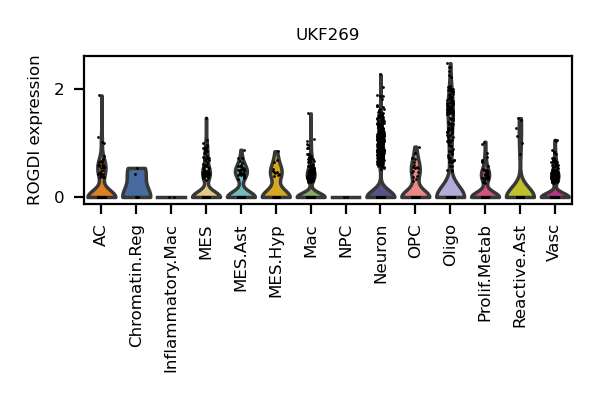 UKF269
ROGDI expression
2
0
AC
Chromatin.Reg
Inflammatory.Mac
MES
MES.Ast
MES.Hyp
Mac
NPC
Neuron
OPC
Oligo
Prolif.Metab
Reactive.Ast
Vasc